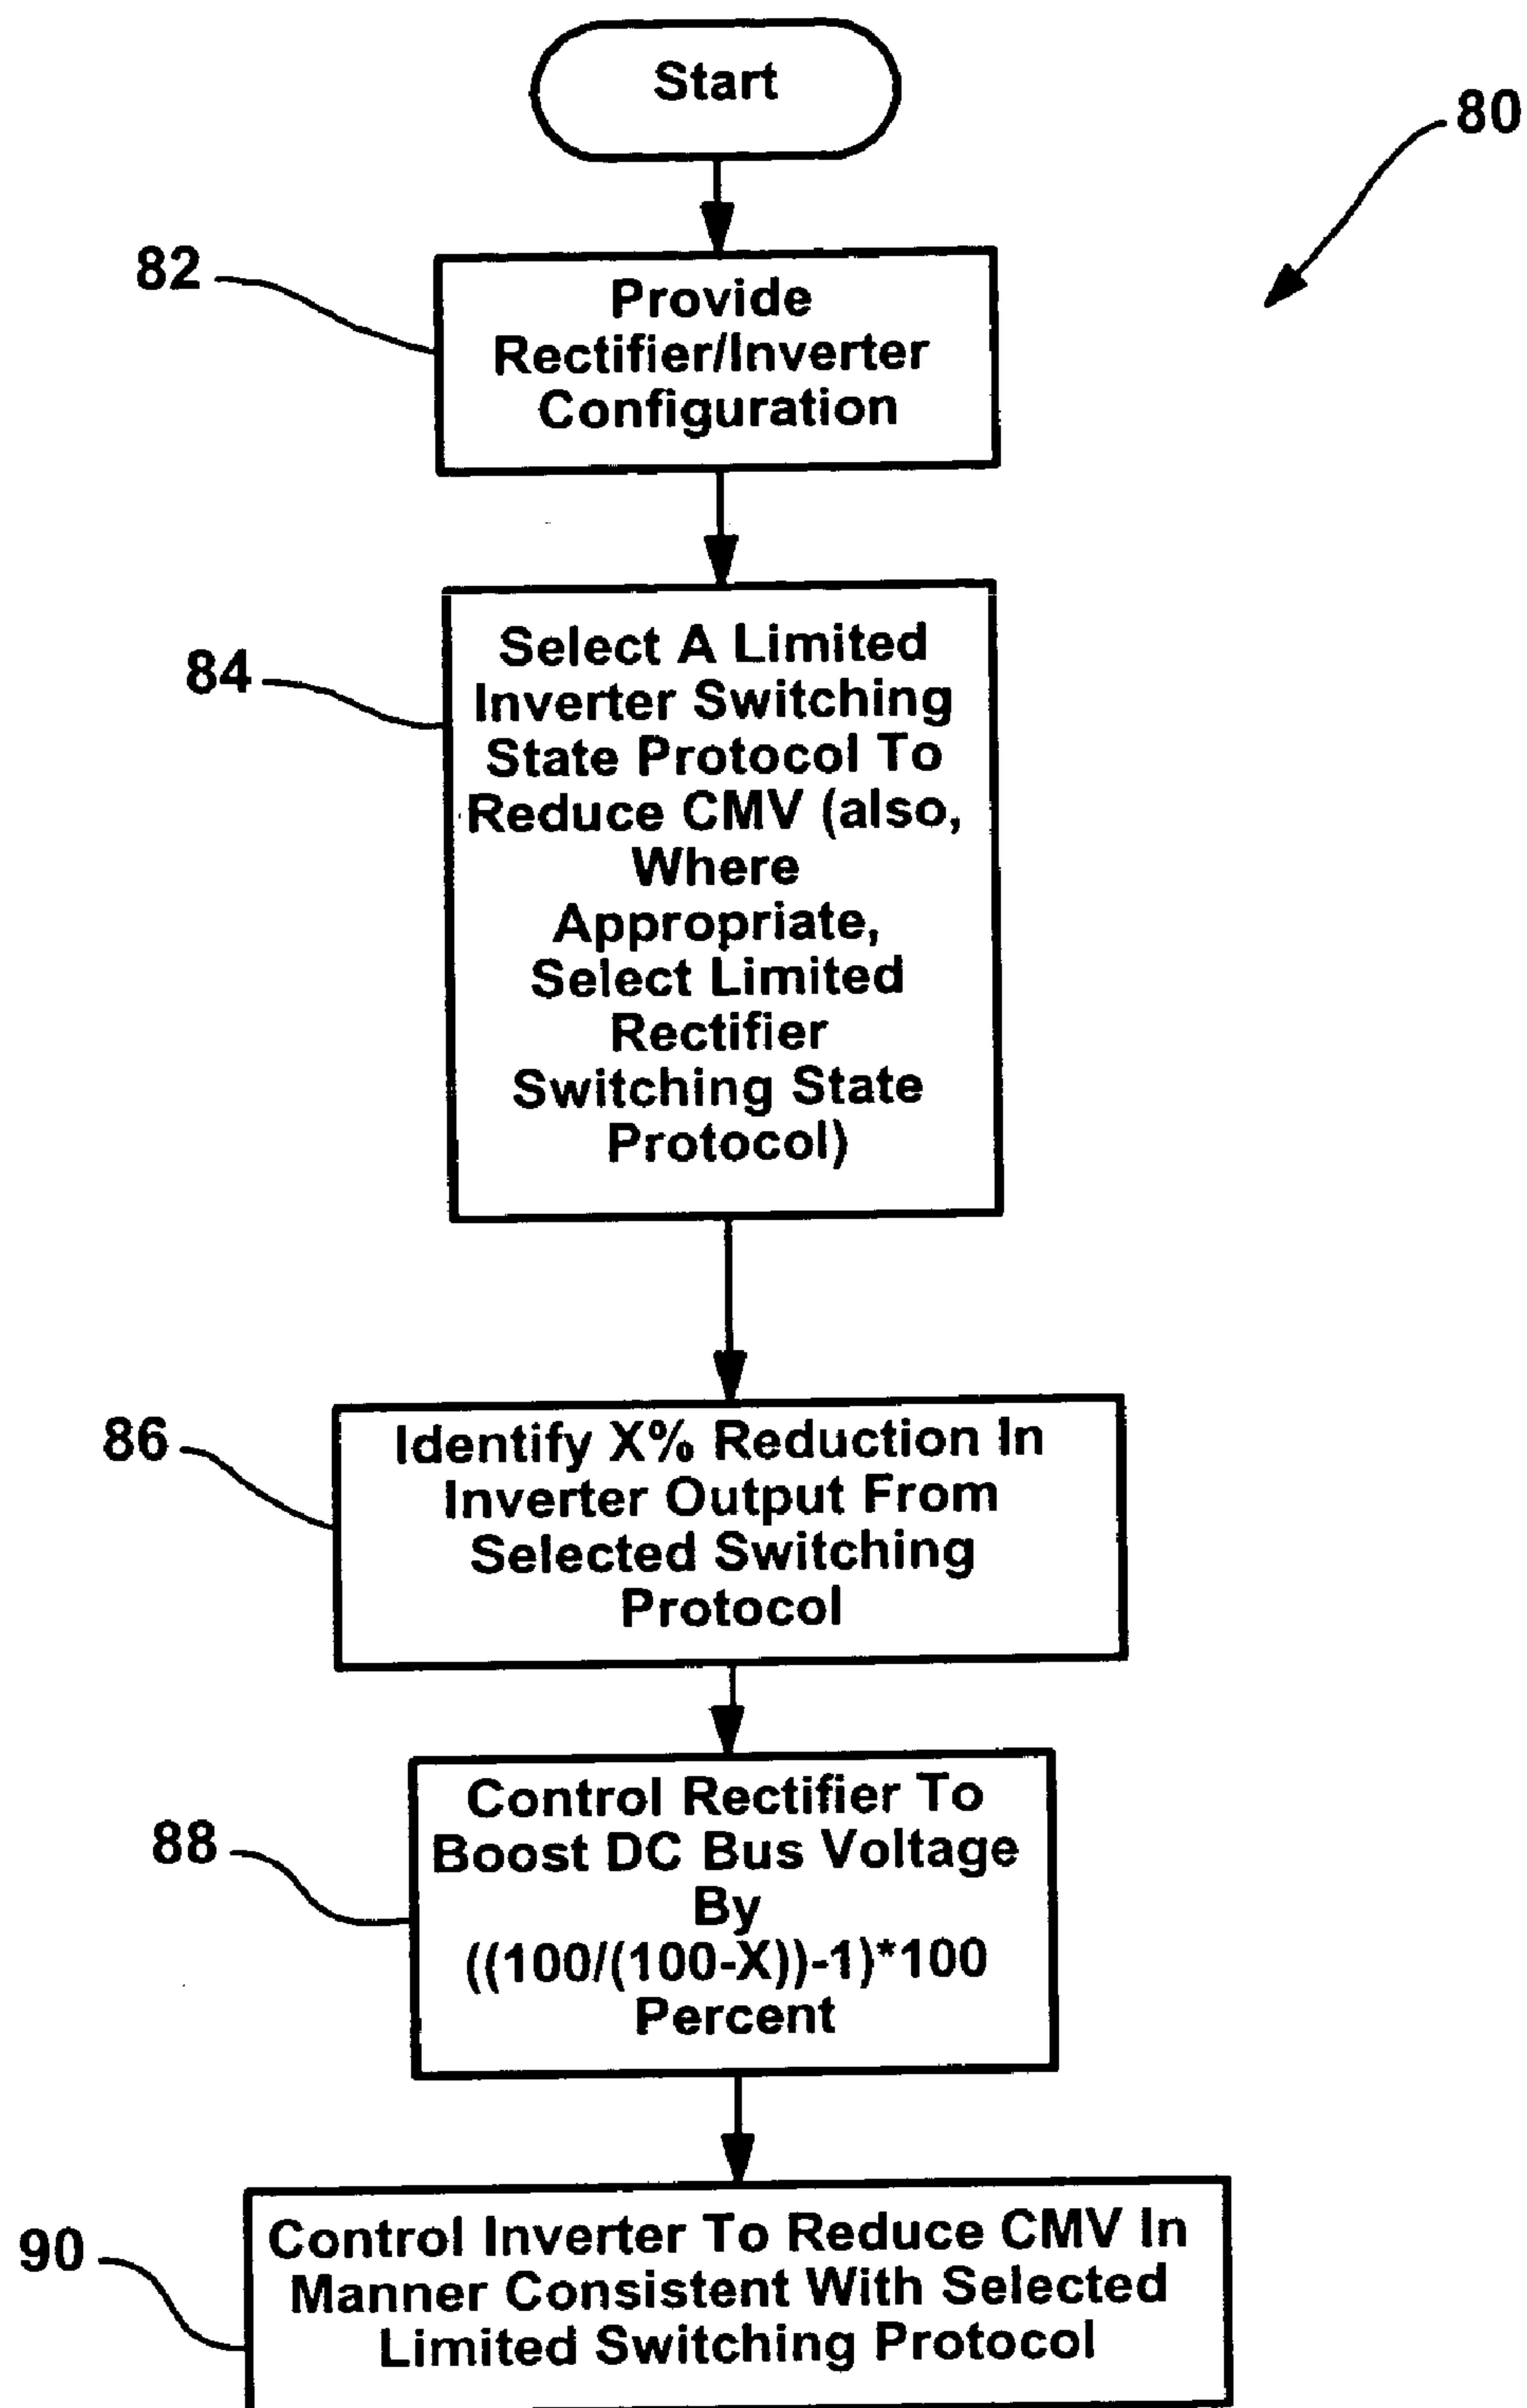 Start
80
82
Provide
Rectifier/Inverter
Configuration
84
Select A Limited
Inverter Switching
State Protocol To
Reduce CMV (also,
Where
Appropriate,
Select Limited
Rectifier
Switching State
Protocol)
86
Identify X% Reduction In
Inverter Output From
Selected Switching
Protocol
88
Control Rectifier To
Boost DC Bus Voltage
By
((100/(100-X))-1)*100
Percent
90
Control Inverter To Reduce CMV In
Manner Consistent With Selected
Limited Switching Protocol